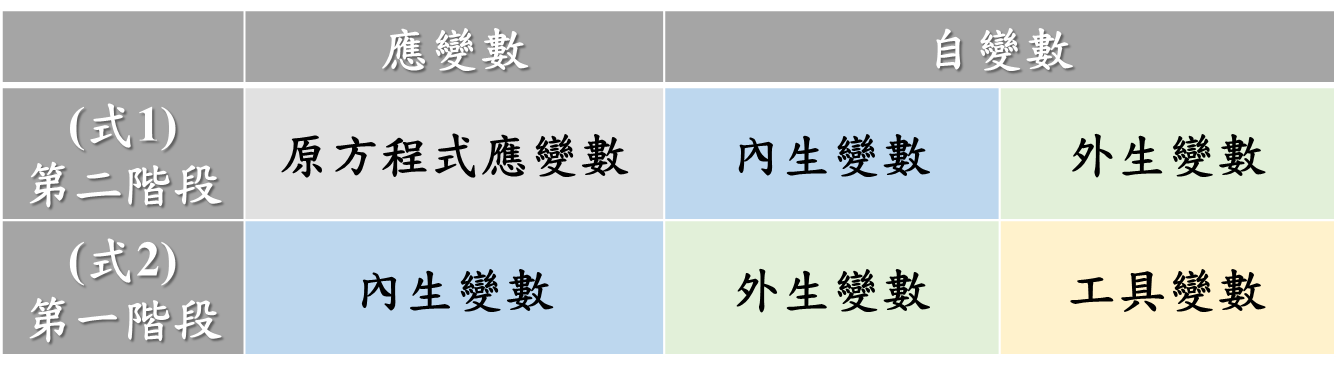 應變數 自變數
(式1)
第二階段
原方程式應變數 內生變數 外生變數
(式2)
第一階段
內生變數 外生變數 工具變數